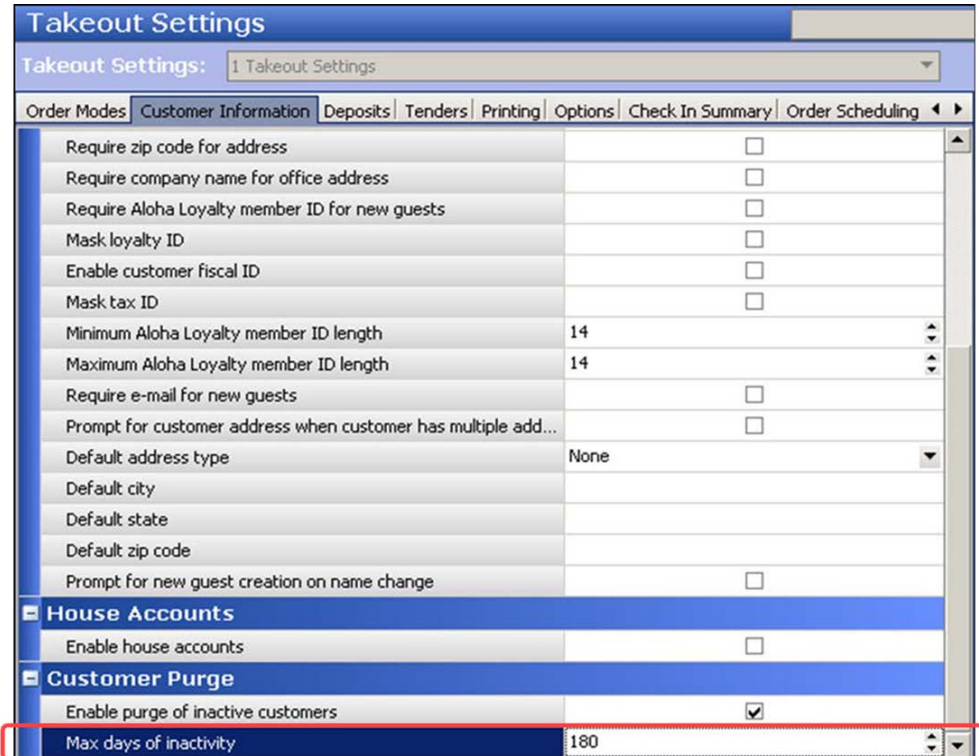 Takeout Settings
Takeout Settings: 1 Takeout Settings
Order Modes Customer Information Deposits Tenders Printing Options Check In Summary Order Scheduling
Require zip code for address
Require company name for office address
Require Aloha Loyalty member ID for new guests
Mask loyalty ID
Enable customer fiscal ID
Mask tax ID
Minimum Aloha Loyalty member ID length 14
Maximum Aloha Loyalty member ID length 14
Require e-mail for new guests
Prompt for customer address when customer has multiple add...
Default address type None
Default city
Default state
Default zip code
Prompt for new guest creation on name change
House Accounts
Enable house accounts
Customer Purge
Enable purge of inactive customers
Max days of inactivity 180